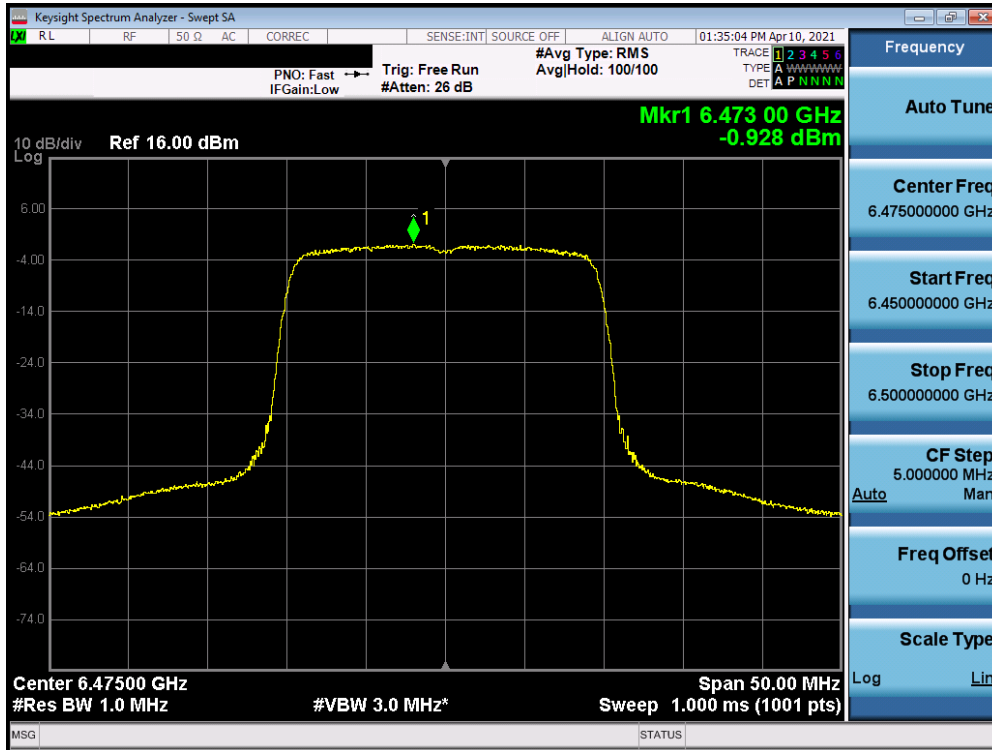 Keysight Spectrum Analyzer - Swept SA
LXI RL RF 50 Ω AC CORREC SENSE:INT SOURCE OFF ALIGN AUTO 01:35:04 PM Apr 10, 2021
PNO: Fast
IFGain:Low
Trig: Free Run
#Atten: 26 dB
#Avg Type: RMS
Avg|Hold: 100/100
TRACE 1 2 3 4 5 6
TYPE A WWWWW
DET A P N N N N
Mkr1 6.473 00 GHz
-0.928 dBm
10 dB/div Ref 16.00 dBm
Log
1
6.00
-4.00
-14.0
-24.0
-34.0
-44.0
-54.0
-64.0
-74.0
Center 6.47500 GHz Span 50.00 MHz
#Res BW 1.0 MHz #VBW 3.0 MHz* Sweep 1.000 ms (1001 pts)
MSG STATUS
Frequency
Auto Tune
Center Freq
6.475000000 GHz
Start Freq
6.450000000 GHz
Stop Freq
6.500000000 GHz
CF Step
5.000000 MHz
Auto Man
Freq Offset
0 Hz
Scale Type
Log Lin